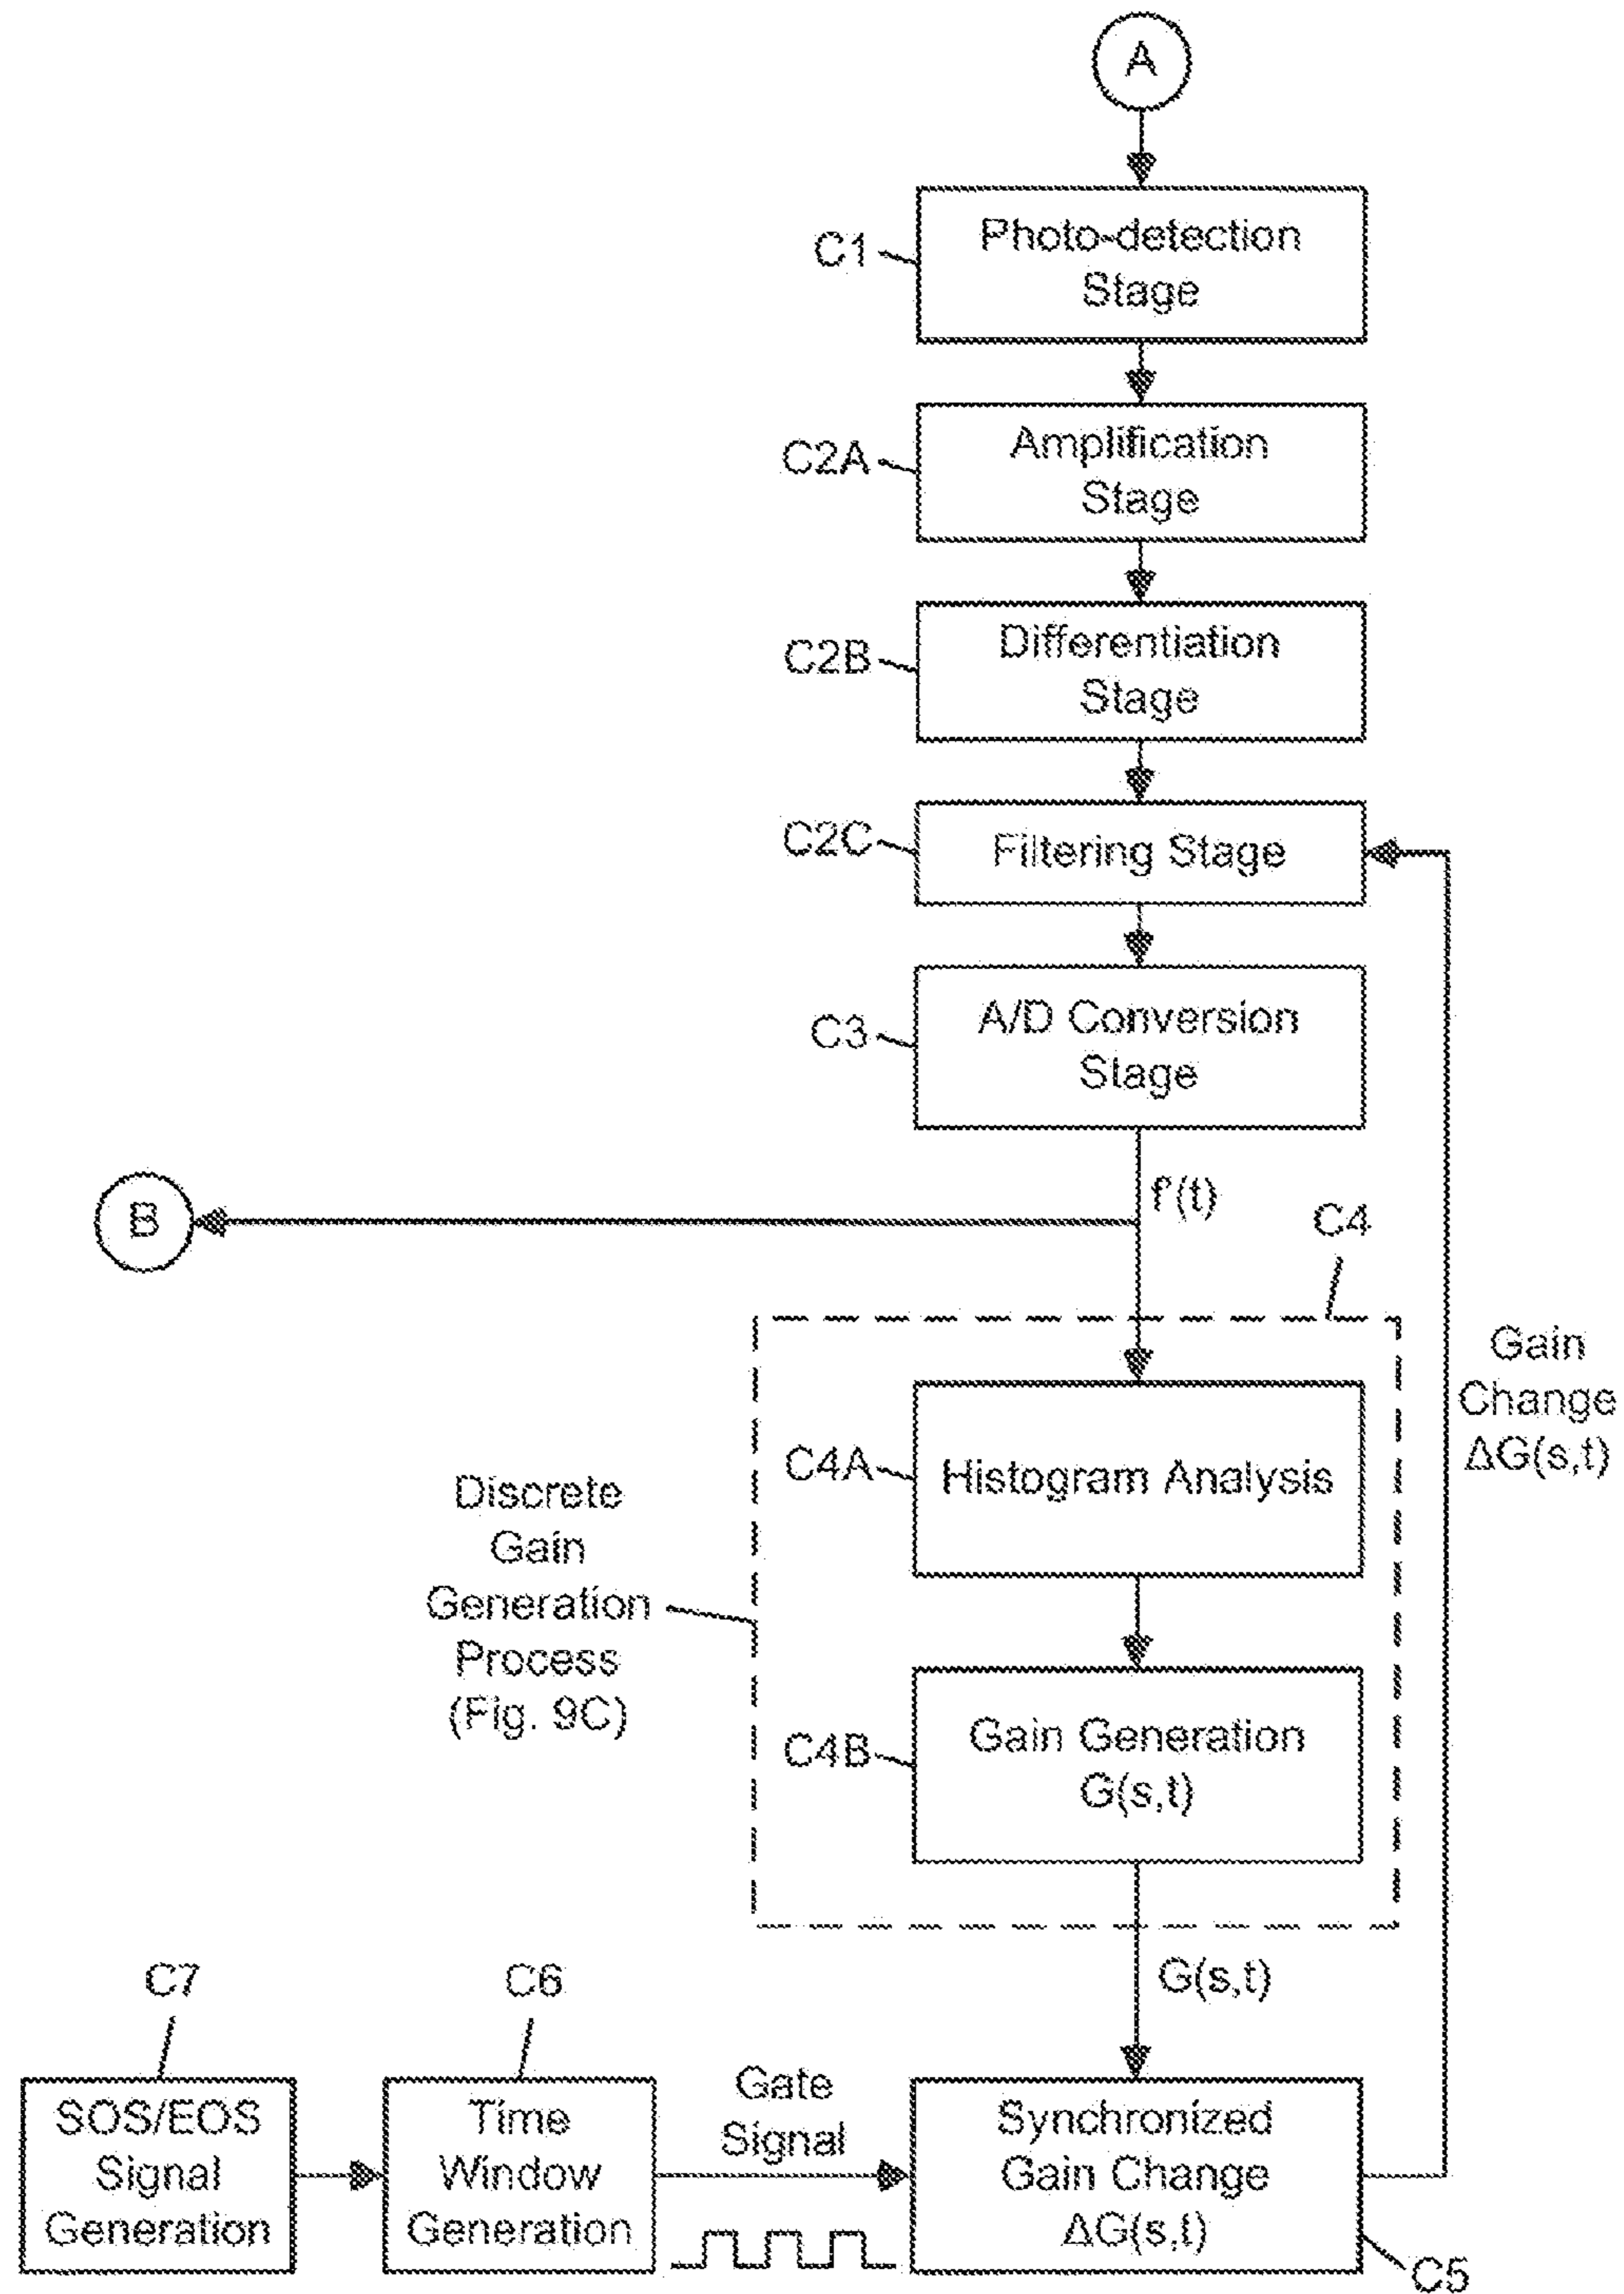 A
C1
Photo-detection
Stage
C2A
Amplification
Stage
C2B
Differentiation
Stage
C2C
Filtering Stage
C3
A/D Conversion
Stage
f'(t)
B
C4
Gain
Change
ΔG(s,t)
C4A
Histogram Analysis
Discrete
Gain
Generation
Process
(Fig. 9C)
C4B
Gain Generation
G(s,t)
G(s,t)
C7
SOS/EOS
Signal
Generation
C6
Time
Window
Generation
Gate
Signal
Synchronized
Gain Change
ΔG(s,t)
C5